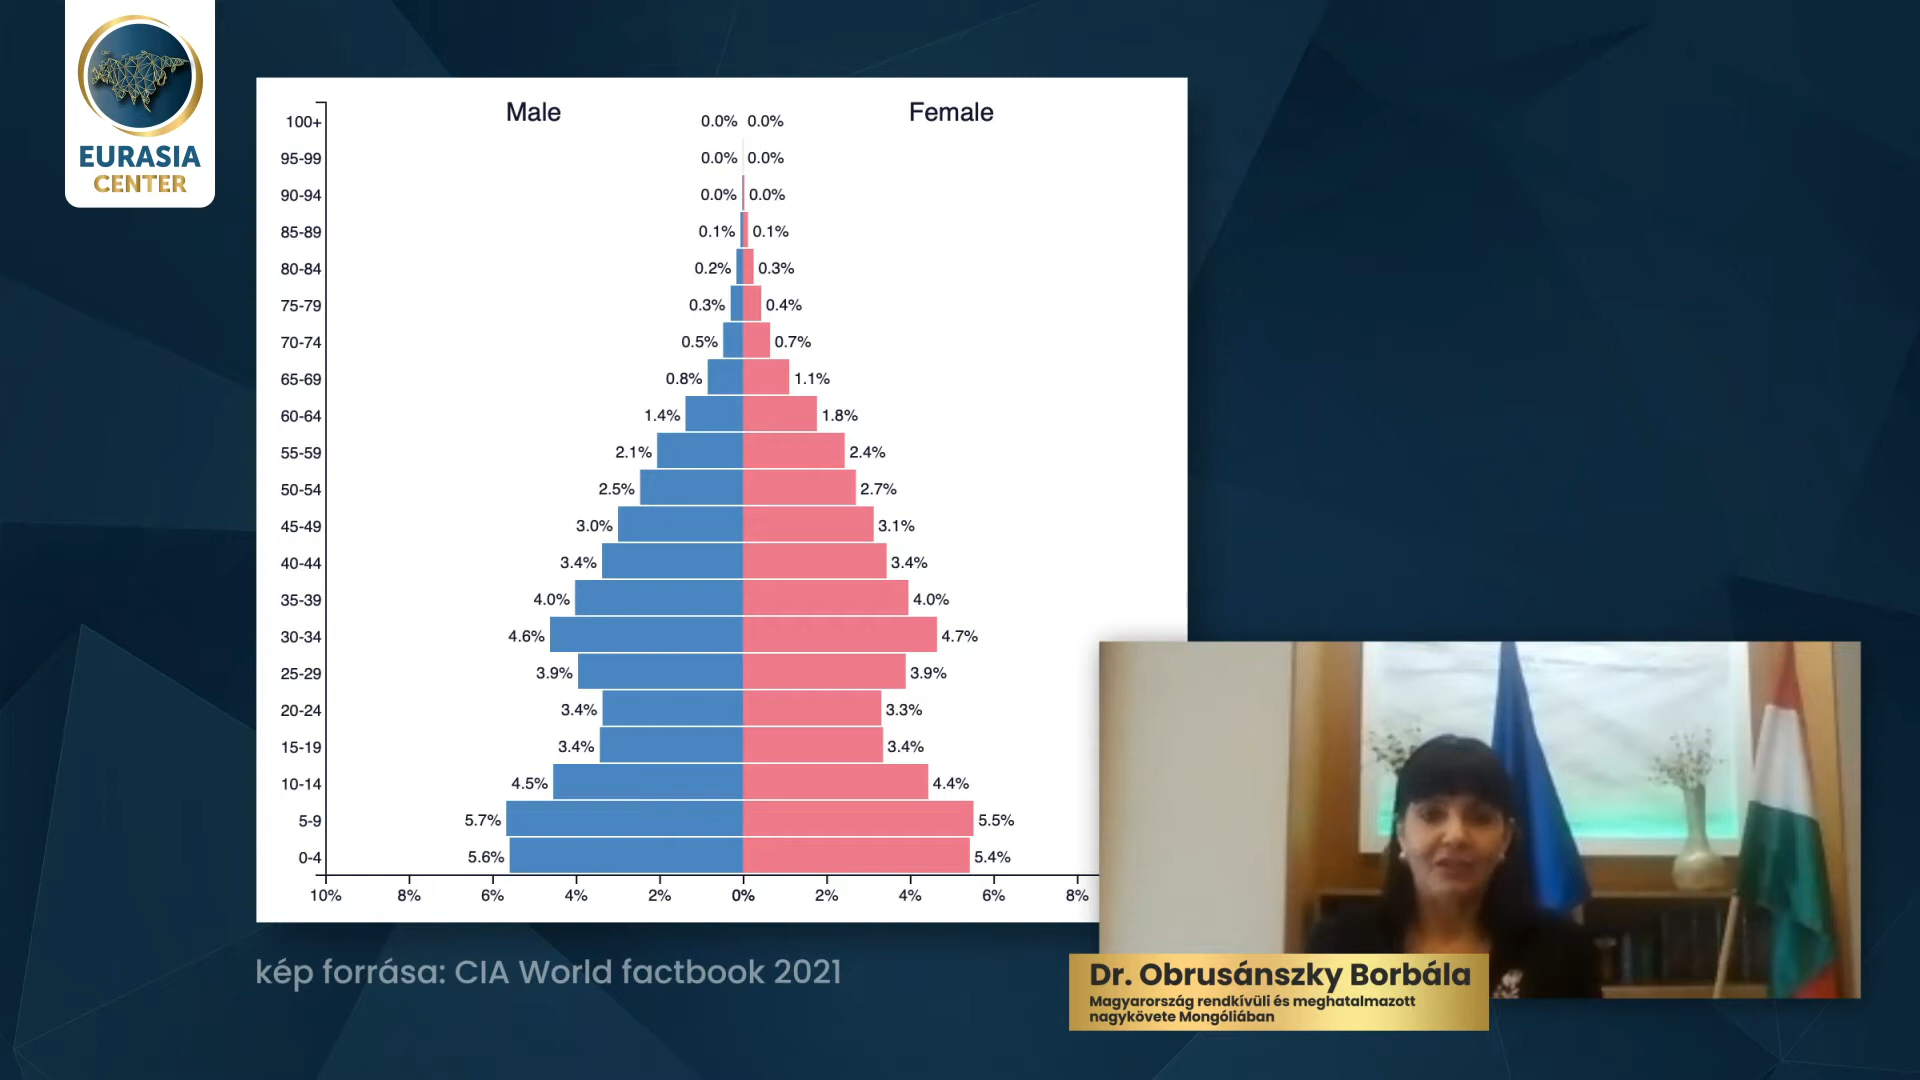 EURASIA
CENTER
Male Female
100+ 0.0% 0.0%
95-99 0.0% 0.0%
90-94 0.0% 0.0%
85-89 0.1% 0.1%
80-84 0.2% 0.3%
75-79 0.3% 0.4%
70-74 0.5% 0.7%
65-69 0.8% 1.1%
60-64 1.4% 1.8%
55-59 2.1% 2.4%
50-54 2.5% 2.7%
45-49 3.0% 3.1%
40-44 3.4% 3.4%
35-39 4.0% 4.0%
30-34 4.6% 4.7%
25-29 3.9% 3.9%
20-24 3.4% 3.3%
15-19 3.4% 3.4%
10-14 4.5% 4.4%
5-9 5.7% 5.5%
0-4 5.6% 5.4%
10% 8% 6% 4% 2% 0% 2% 4% 6% 8%
kép forrása: CIA World factbook 2021
Dr. Obrusánszky Borbála
Magyarország rendkívüli és meghatalmazott
nagykövete Mongóliában